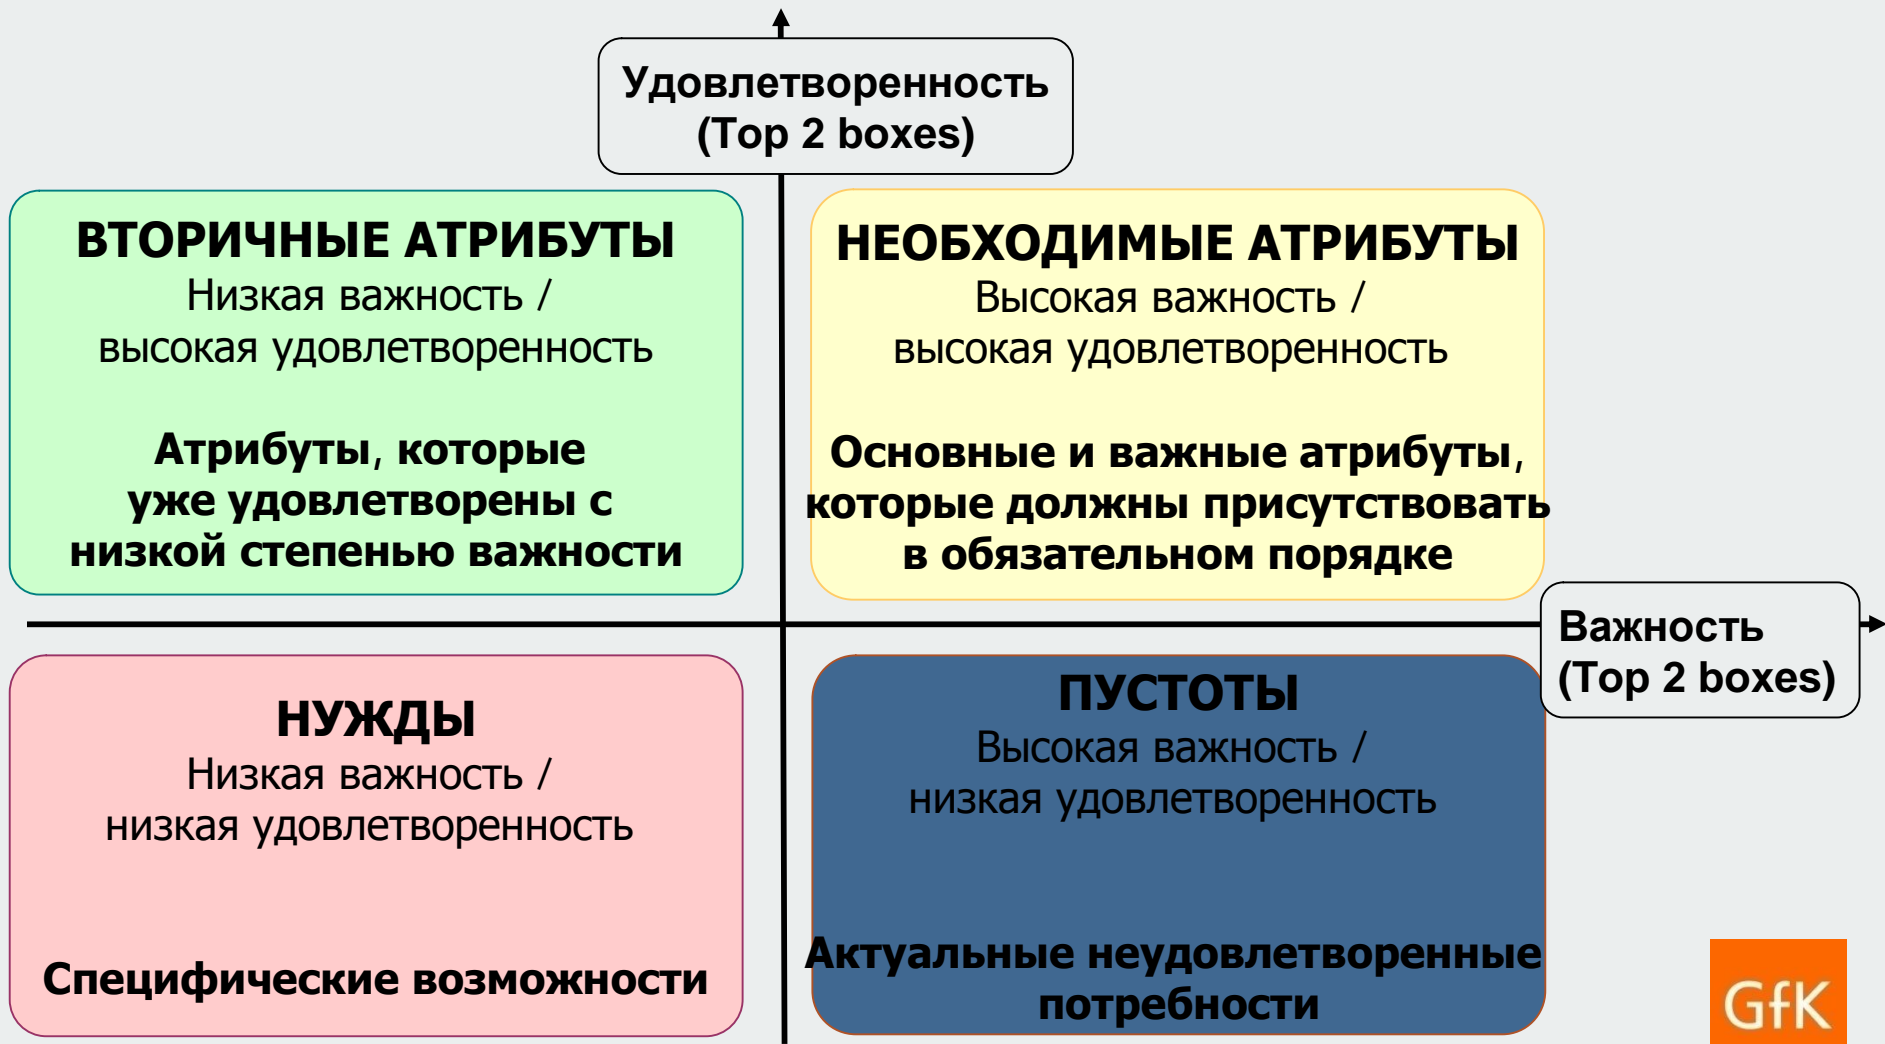 Удовлетворенность
(Top 2 boxes)
ВТОРИЧНЫЕ АТРИБУТЫ
Низкая важность /
высокая удовлетворенность
Атрибуты, которые
уже удовлетворены с
низкой степенью важности
НЕОБХОДИМЫЕ АТРИБУТЫ
Высокая важность /
высокая удовлетворенность
Основные и важные атрибуты,
которые должны присутствовать
в обязательном порядке
Важность
(Top 2 boxes)
НУЖДЫ
Низкая важность /
низкая удовлетворенность
Специфические возможности
ПУСТОТЫ
Высокая важность /
низкая удовлетворенность
Актуальные неудовлетворенные
потребности
GfK